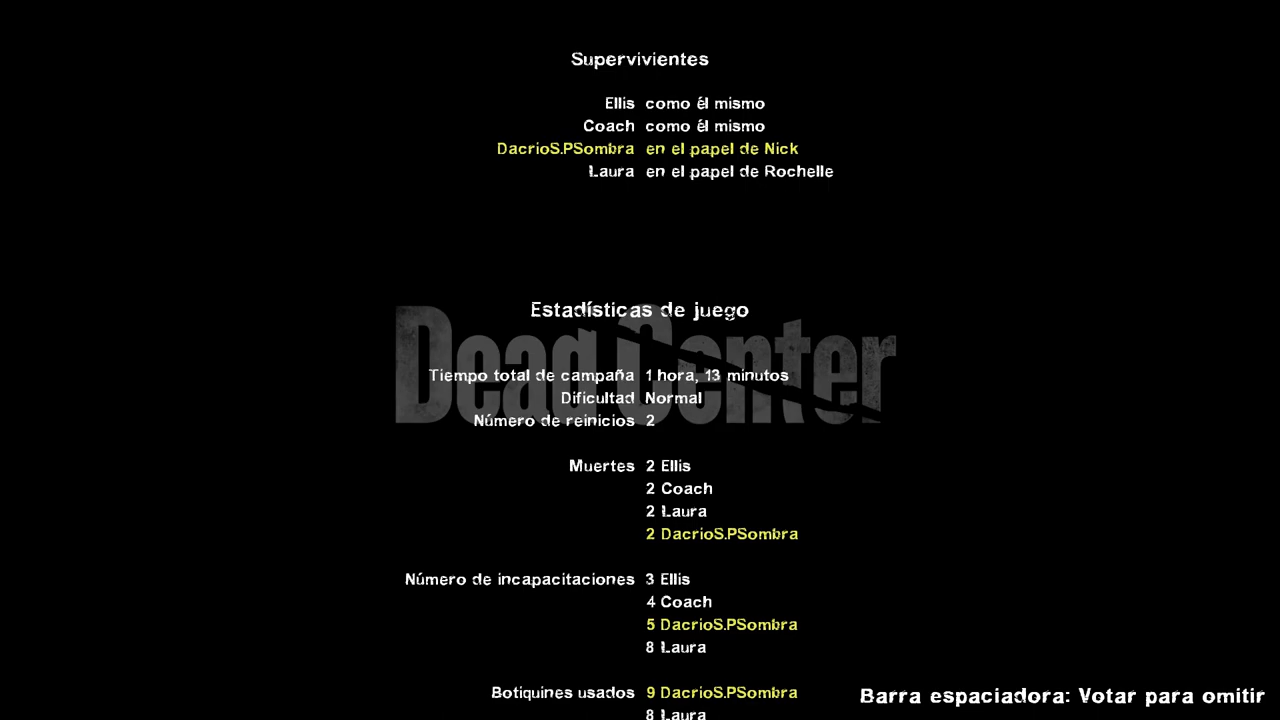 Supervivientes
Ellis como él mismo
Coach como él mismo
DacrioS.PSombra en el papel de Nick
Laura en el papel de Rochelle
Estadísticas de juego
Dead Center
Tiempo total de campaña 1 hora, 13 minutos
Dificultad Normal
Número de reinicios 2
Muertes 2 Ellis
2 Coach
2 Laura
2 DacrioS.PSombra
Número de incapacitaciones 3 Ellis
4 Coach
5 DacrioS.PSombra
8 Laura
Botiquines usados 9 DacrioS.PSombra
8 Laura
Barra espaciadora: Votar para omitir